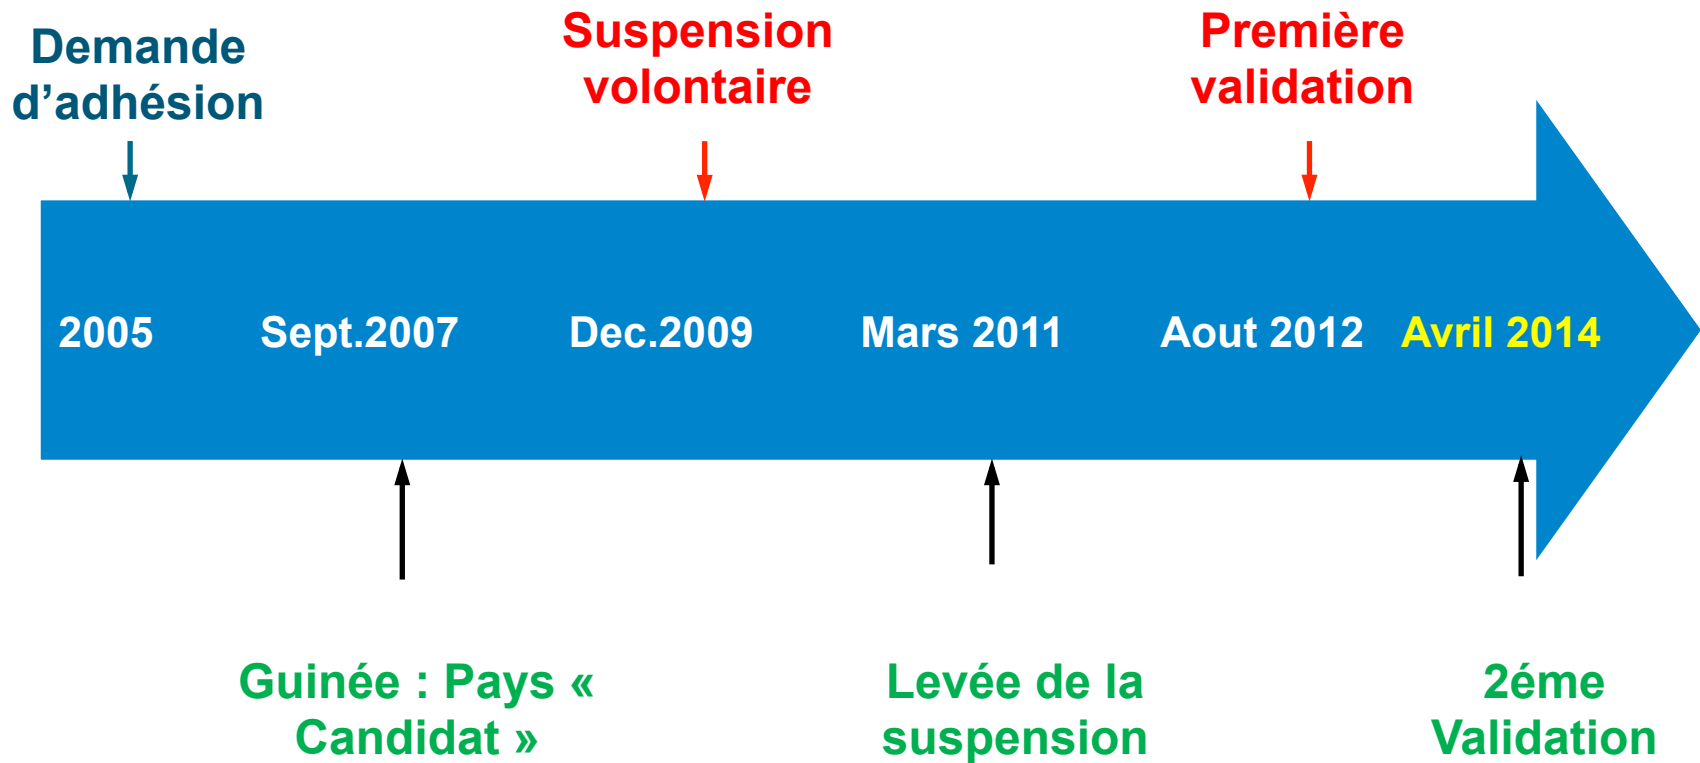 Demande
d’adhésion
Suspension
volontaire
Première
validation
2005
Sept.2007
Dec.2009
Mars 2011
Aout 2012
Avril 2014
Guinée : Pays «
Candidat »
Levée de la
suspension
2éme
Validation